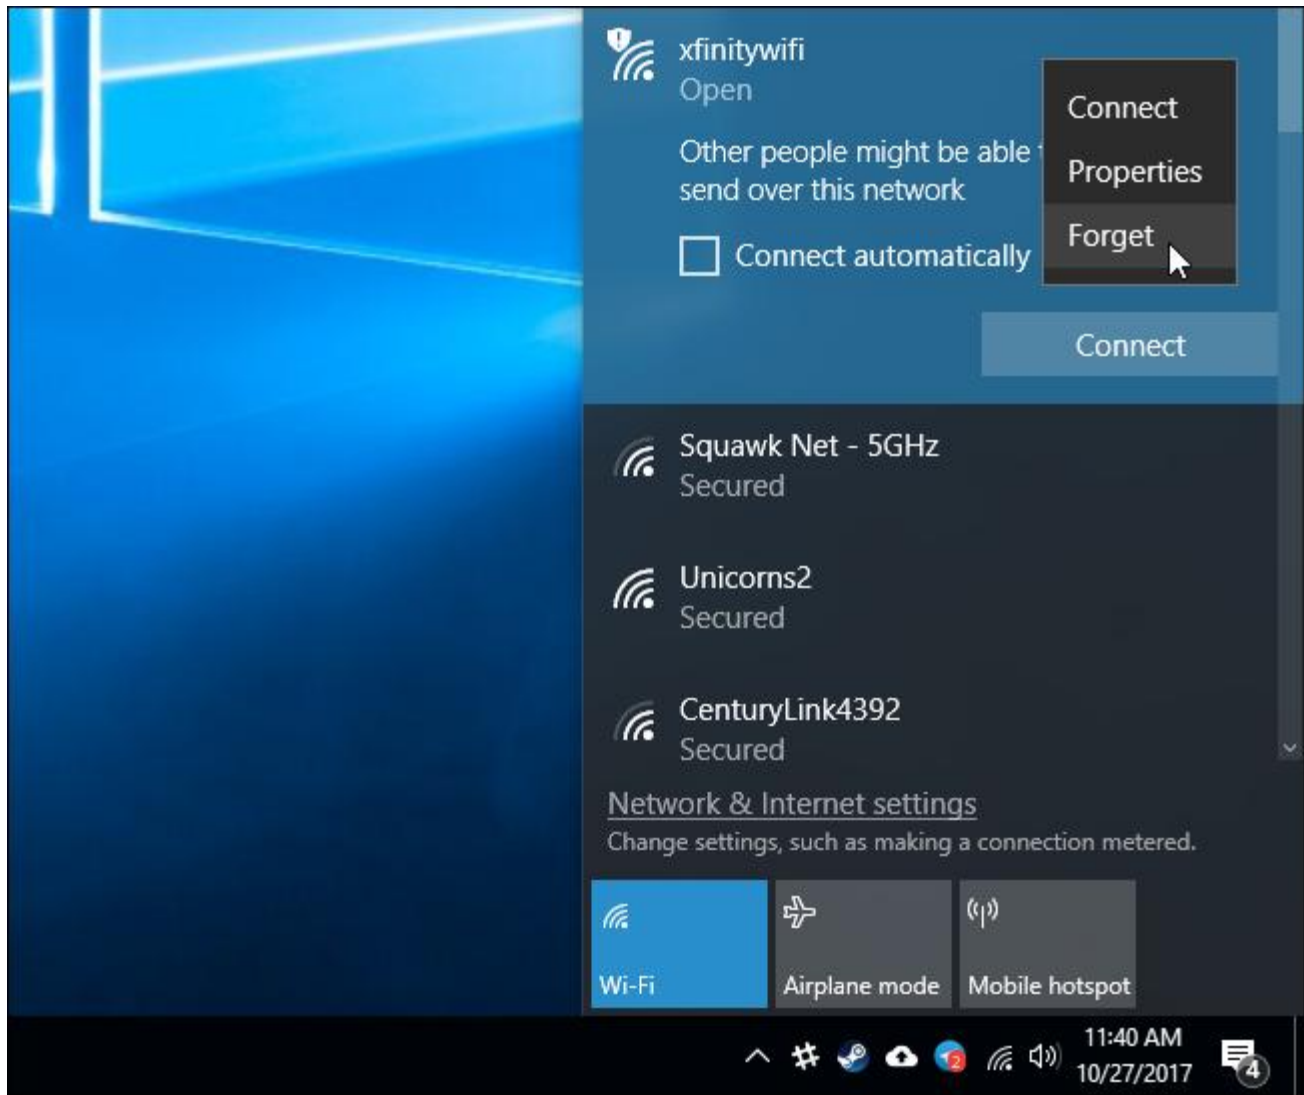 xfinitywifi
Open
Other people might be able
send over this network
Connect automatically
Connect
Properties
Forget
Connect
Squawk Net - 5GHz
Secured
Unicorns2
Secured
CenturyLink4392
Secured
Network & Internet settings
Change settings, such as making a connection metered.
Wi-Fi
Airplane mode
Mobile hotspot
2
11:40 AM
10/27/2017
4